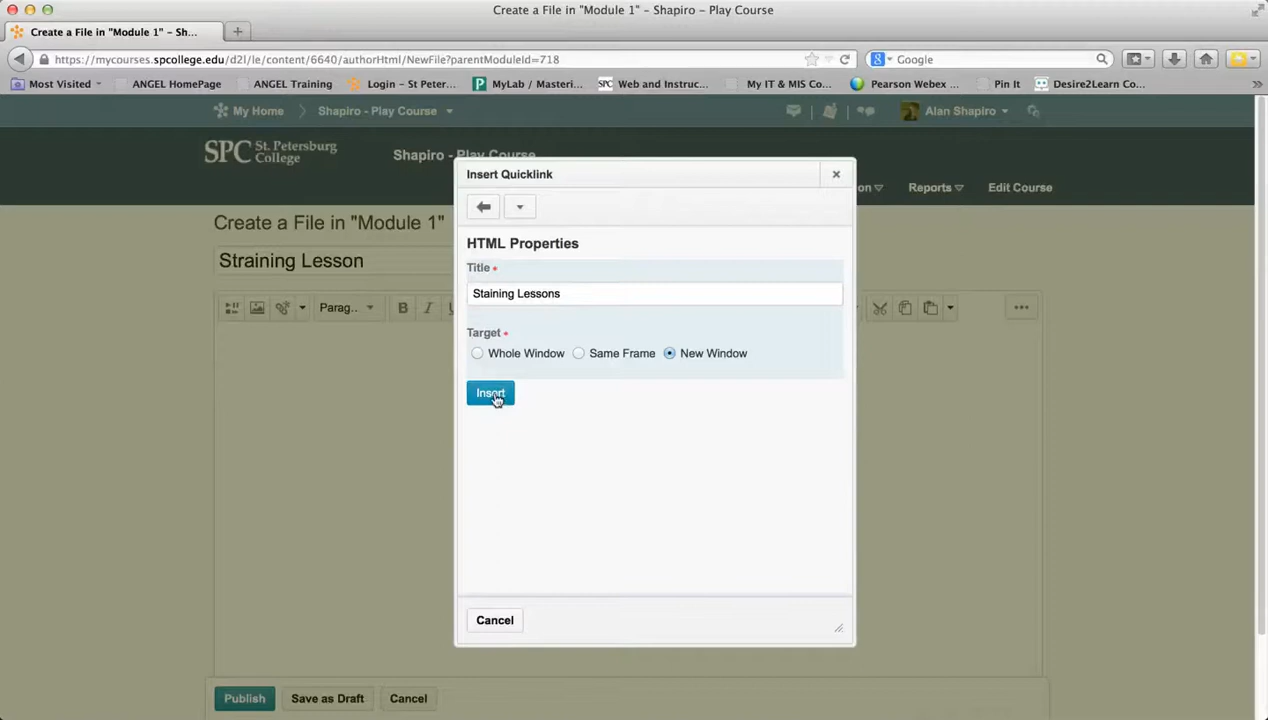 Create a File in "Module 1" - Shapiro - Play Course
Create a File in "Module 1" - Sh...
https://mycourses.spcollege.edu/d2l/le/content/6640/authorHtml/NewFile?parentModuleId=718
Google
Most Visited
ANGEL HomePage
ANGEL Training
Login – St Peter...
MyLab / Masteri...
SPC Web and Instruc...
My IT & MIS Co...
Pearson Webex ...
Pin It
Desire2Learn Co...
My Home
Shapiro - Play Course
Alan Shapiro
SPC St. Petersburg College
Shapiro - Play Course
on
Reports
Edit Course
Insert Quicklink
Create a File in "Module 1"
Straining Lesson
Parag..
B I U
HTML Properties
Title *
Staining Lessons
Target *
Whole Window
Same Frame
New Window
Insert
Cancel
Publish
Save as Draft
Cancel